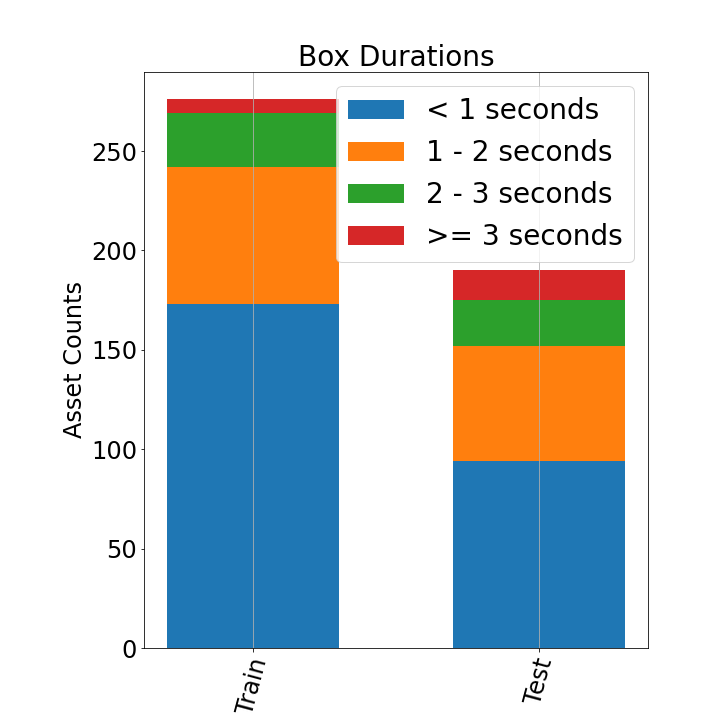 Box Durations
< 1 seconds
1 - 2 seconds
2 - 3 seconds
>= 3 seconds
Asset Counts
250
200
150
100
50
0
Train
Test